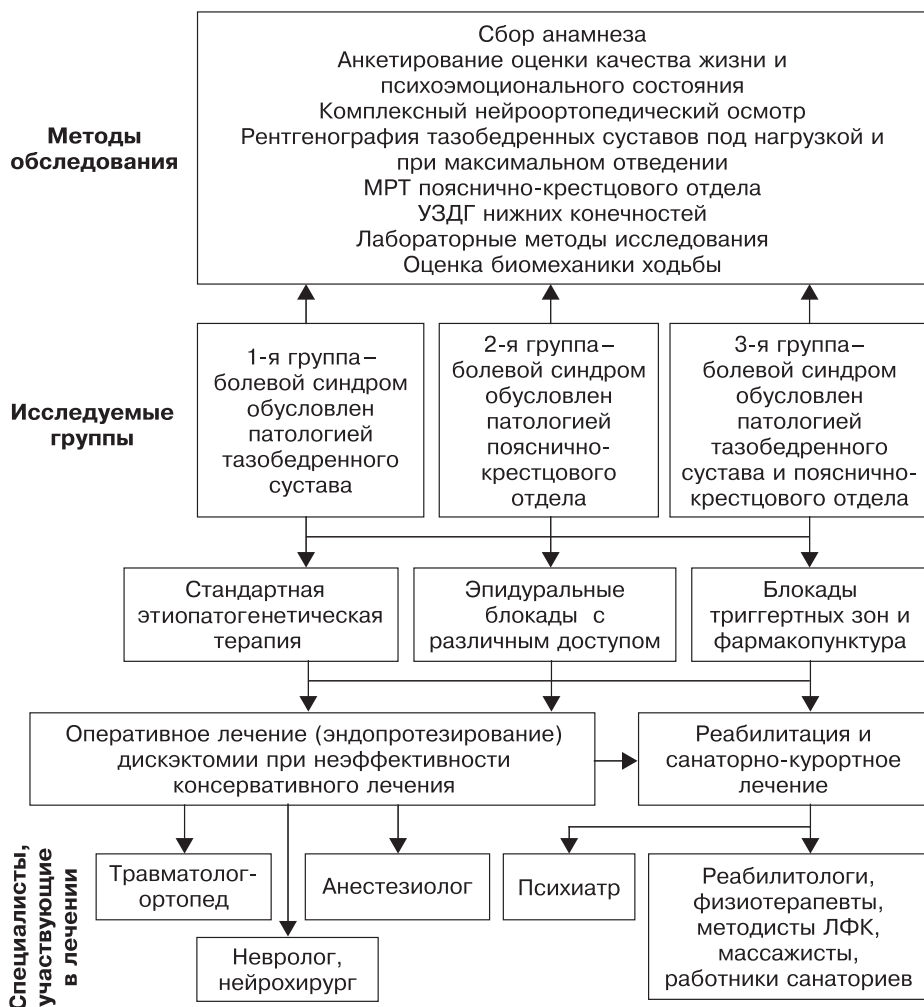 Методы
обследования
Сбор анамнеза
Анкетирование оценки качества жизни и
психоэмоционального состояния
Комплексный нейроортопедический осмотр
Рентгенография тазобедренных суставов под нагрузкой и
при максимальном отведении
МРТ пояснично-крестцового отдела
УЗДГ нижних конечностей
Лабораторные методы исследования
Оценка биомеханики ходьбы
Исследуемые
группы
1-я группа–
болевой синдром
обусловлен
патологией
тазобедренного
сустава
2-я группа–
болевой синдром
обусловлен
патологией
пояснично-
крестцового
отдела
3-я группа–
болевой синдром
обусловлен
патологией
тазобедренного
сустава и пояснично-
крестцового отдела
Стандартная
этиопатогенетическая
терапия
Эпидуральные
блокады с
различным доступом
Блокады
триггертных зон и
фармакопунктура
Оперативное лечение (эндопротезирование)
дискэктомии при неэффективности
консервативного лечения
Реабилитация и
санаторно-курортное
лечение
Специалисты,
участвующие
в лечении
Травматолог-
ортопед
Невролог,
нейрохирург
Анестезиолог
Психиатр
Реабилитологи,
физиотерапевты,
методисты ЛФК,
массажисты,
работники санаториев